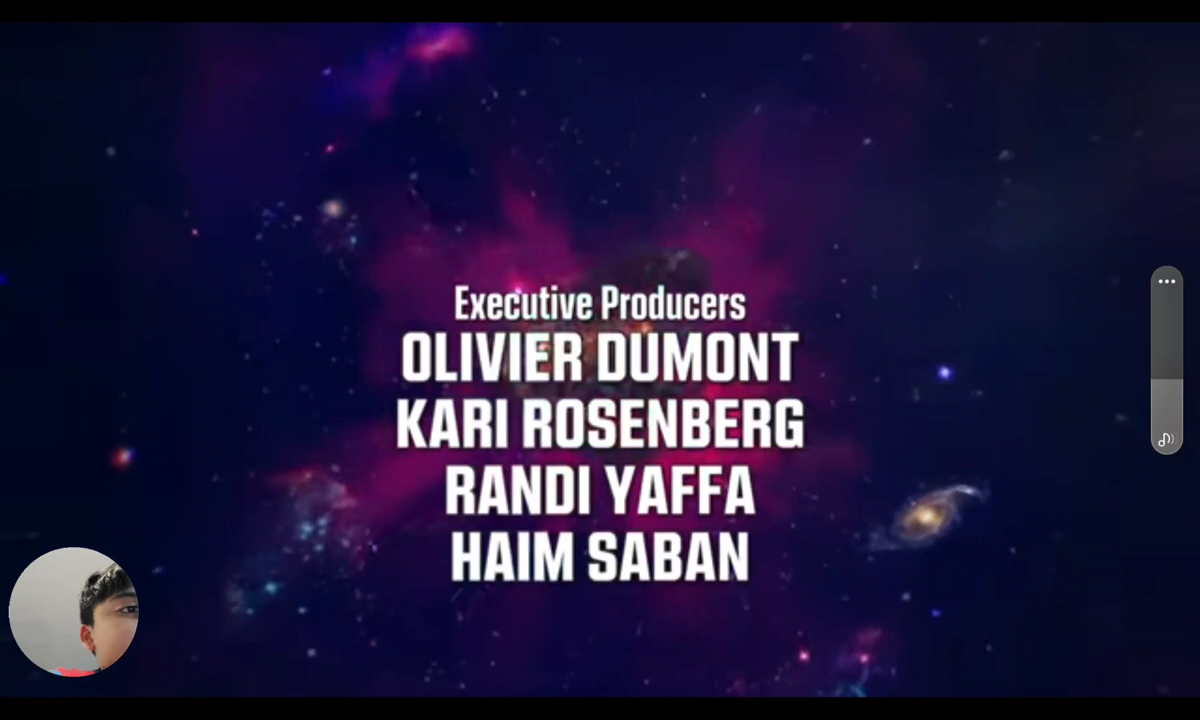 Executive Producers
OLIVIER DUMONT
KARI ROSENBERG
RANDI YAFFA
HAIM SABAN